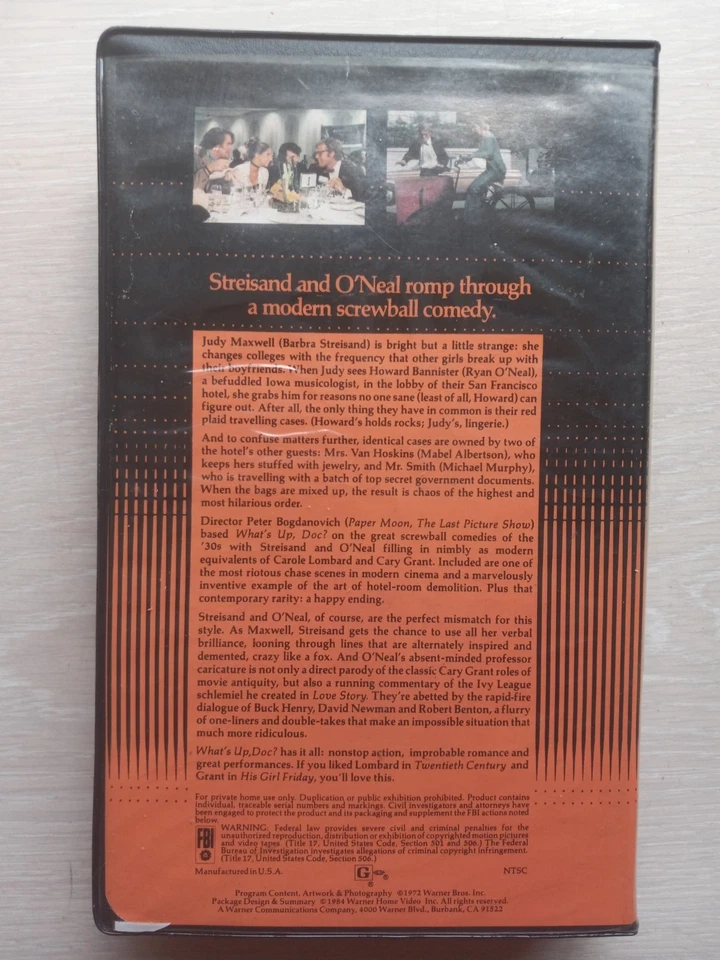 Streisand and O'Neal romp through
a modern screwball comedy.
Judy Maxwell (Barbra Streisand) is bright but a little strange: she
changes colleges with the frequency that other girls break up with
their boyfriends. When Judy sees Howard Bannister (Ryan O'Neal),
a befuddled Iowa musicologist, in the lobby of their San Francisco
hotel, she grabs him for reasons no one sane (least of all, Howard) can
figure out. After all, the only thing they have in common is their red
plaid travelling cases. (Howard's holds rocks; Judy's, lingerie.)
And to confuse matters further, identical cases are owned by two of
the hotel's other guests: Mrs. Van Hoskins (Mabel Albertson), who
keeps hers stuffed with jewelry, and Mr. Smith (Michael Murphy),
who is travelling with a batch of top secret government documents.
When the bags are mixed up, the result is chaos of the highest and
most hilarious order.
Director Peter Bogdanovich (Paper Moon, The Last Picture Show)
based What's Up, Doc? on the great screwball comedies of the
'30s with Streisand and O'Neal filling in nimbly as modern
equivalents of Carole Lombard and Cary Grant. Included are one of
the most riotous chase scenes in modern cinema and a marvelously
inventive example of the art of hotel-room demolition. Plus that
contemporary rarity: a happy ending.
Streisand and O'Neal, of course, are the perfect mismatch for this
style. As Maxwell, Streisand gets the chance to use all her verbal
brilliance, looning through lines that are alternately inspired and
demented, crazy like a fox. And O'Neal's absent-minded professor
caricature is not only a direct parody of the classic Cary Grant roles of
movie antiquity, but also a running commentary of the Ivy League
schlemiel he created in Love Story. They're abetted by the rapid-fire
dialogue of Buck Henry, David Newman and Robert Benton, a flurry
of one-liners and double-takes that make an impossible situation that
much more ridiculous.
What's Up,Doc? has it all: nonstop action, improbable romance and
great performances. If you liked Lombard in Twentieth Century and
Grant in His Girl Friday, you'll love this.
For private home use only. Duplication or public exhibition prohibited. Product contains
individual, traceable serial numbers and markings. Civil investigators and attorneys have
been engaged to protect the product and its packaging and supplement the FBI actions noted
below.
FBI
WARNING: Federal law provides severe civil and criminal penalties for the
unauthorized reproduction, distribution or exhibition of copyrighted motion pictures
and video tapes. (Title 17, United States Code, Section 501 and 506.) The Federal
Bureau of Investigation investigates allegations of criminal copyright infringement.
(Title 17, United States Code, Section 506.)
Manufactured in U.S.A.
G
NTSC
Program Content, Artwork & Photography ©1972 Warner Bros. Inc.
Package Design & Summary ©1984 Warner Home Video Inc. All rights reserved.
A Warner Communications Company, 4000 Warner Blvd., Burbank, CA 91522